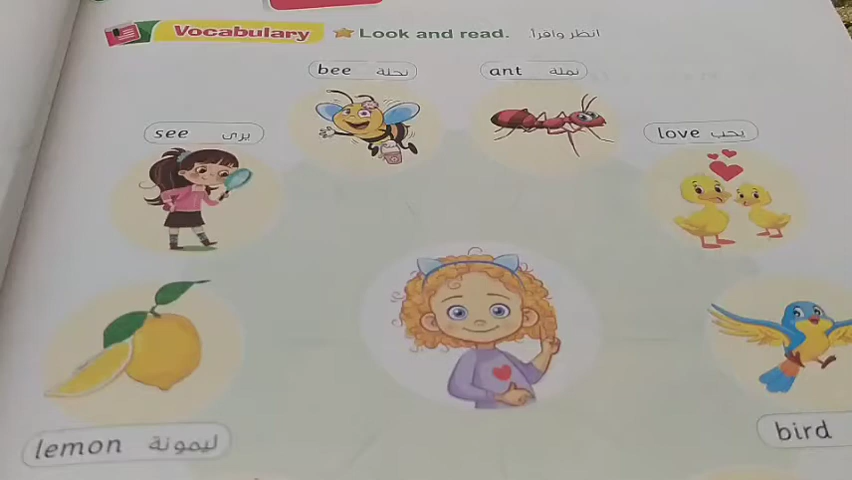 Vocabulary ⭐ Look and read. انظر واقرأ.
bee نحلة
ant نملة
see يرى
love يحب
lemon ليمونة
bird